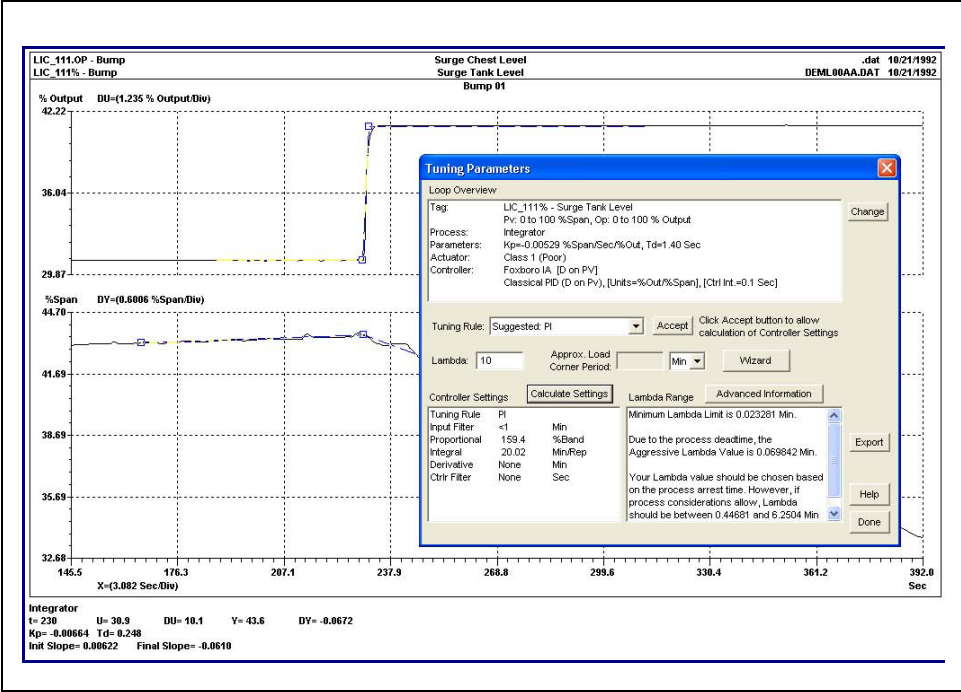 LIC_111.OP - Bump Surge Chest Level .dat 10/21/1992
LIC_111% - Bump Surge Tank Level DEML00AA.DAT 10/21/1992
Bump 01
% Output DU=(1.235 % Output/Div)
42.22
36.04
29.87
%Span DY=(0.6006 %Span/Div)
44.70
41.69
38.69
35.69
32.68
145.5 176.3 207.1 237.9 268.8 299.6 330.4 361.2 392.0
X=(3.082 Sec/Div) Sec
Integrator
t= 230 U= 30.9 DU= 10.1 Y= 43.6 DY= -0.0672
Kp= -0.00664 Td= 0.248
Init Slope= 0.00622 Final Slope= -0.0610
Tuning Parameters
Loop Overview
Tag: LIC_111% - Surge Tank Level
Pv: 0 to 100 %Span, Op: 0 to 100 % Output
Process: Integrator
Parameters: Kp=-0.00529 %Span/Sec/%Out, Td=1.40 Sec
Actuator: Class 1 (Poor)
Controller: Foxboro IA [D on PV]
Classical PID (D on Pv), [Units=%Out/%Span], [Ctrl Int.=0.1 Sec]
Change
Tuning Rule: Suggested: PI Accept Click Accept button to allow
calculation of Controller Settings
Lambda: 10 Approx. Load
Corner Period: Min Wizard
Controller Settings Calculate Settings Lambda Range Advanced Information
Tuning Rule PI
Input Filter <1 Min
Proportional 159.4 %Band
Integral 20.02 Min/Rep
Derivative None Min
Ctrlr Filter None Sec
Minimum Lambda Limit is 0.023281 Min.
Due to the process deadtime, the
Aggressive Lambda Value is 0.069842 Min.
Your Lambda value should be chosen based
on the process arrest time. However, if
process considerations allow, Lambda
should be between 0.44681 and 6.2504 Min
Export
Help
Done